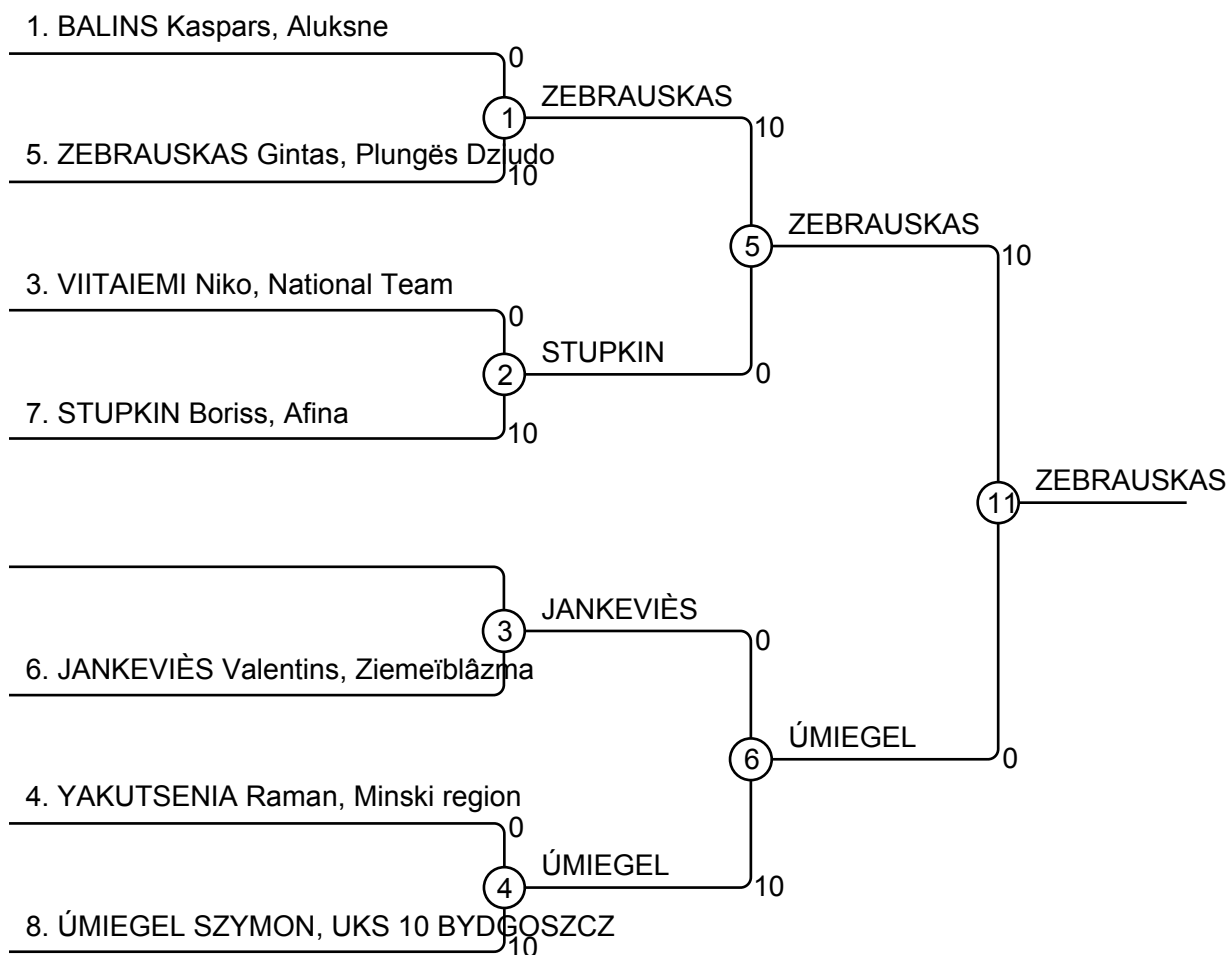 1. BALINS Kaspars, Aluksne
0
1
ZEBRAUSKAS
10
5. ZEBRAUSKAS Gintas, Plungës Dziudo
10
5
ZEBRAUSKAS
10
3. VIITAIEMI Niko, National Team
0
2
STUPKIN
0
7. STUPKIN Boriss, Afina
10
11
ZEBRAUSKAS
3
JANKEVIÈS
0
6. JANKEVIÈS Valentins, Ziemeïblâzma
6
ÚMIEGEL
0
4. YAKUTSENIA Raman, Minski region
0
4
ÚMIEGEL
10
8. ÚMIEGEL SZYMON, UKS 10 BYDGOSZCZ
10